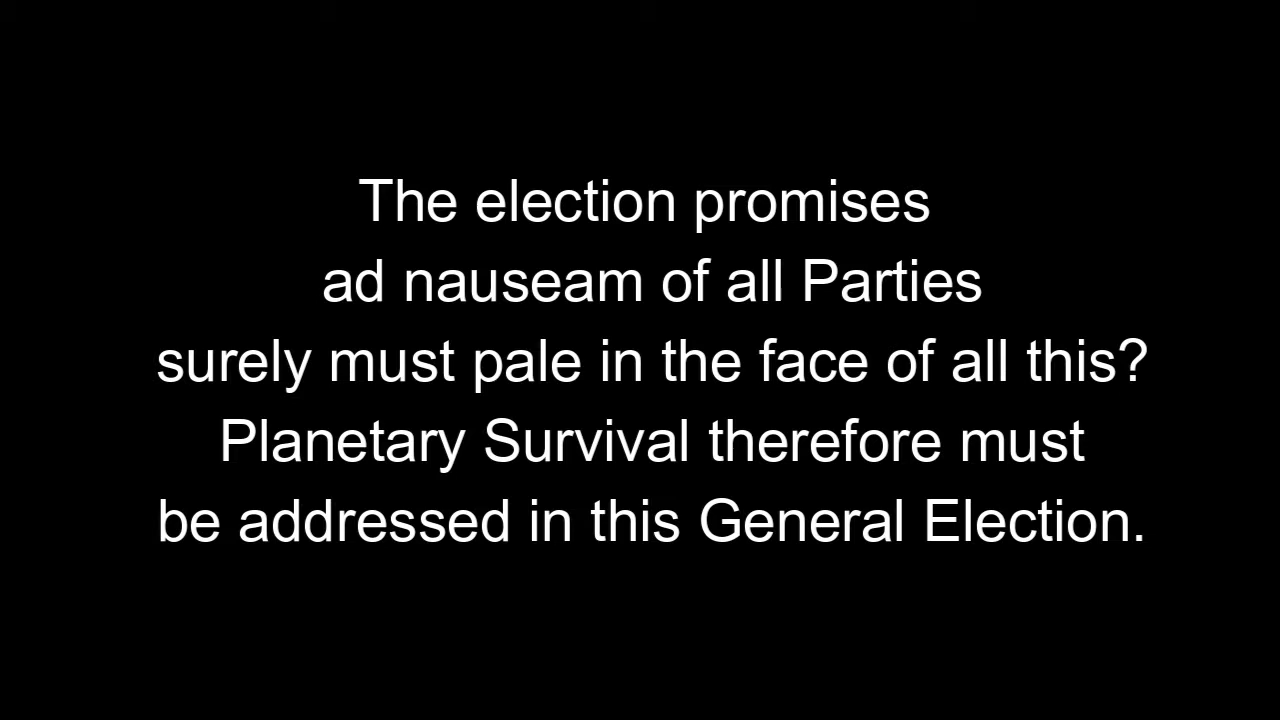 The election promises
ad nauseam of all Parties
surely must pale in the face of all this?
Planetary Survival therefore must
be addressed in this General Election.